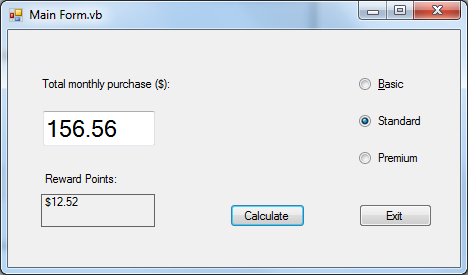 Main Form.vb
Total monthly purchase ($):
Basic
156.56
Standard
Premium
Reward Points:
$12.52
Calculate
Exit